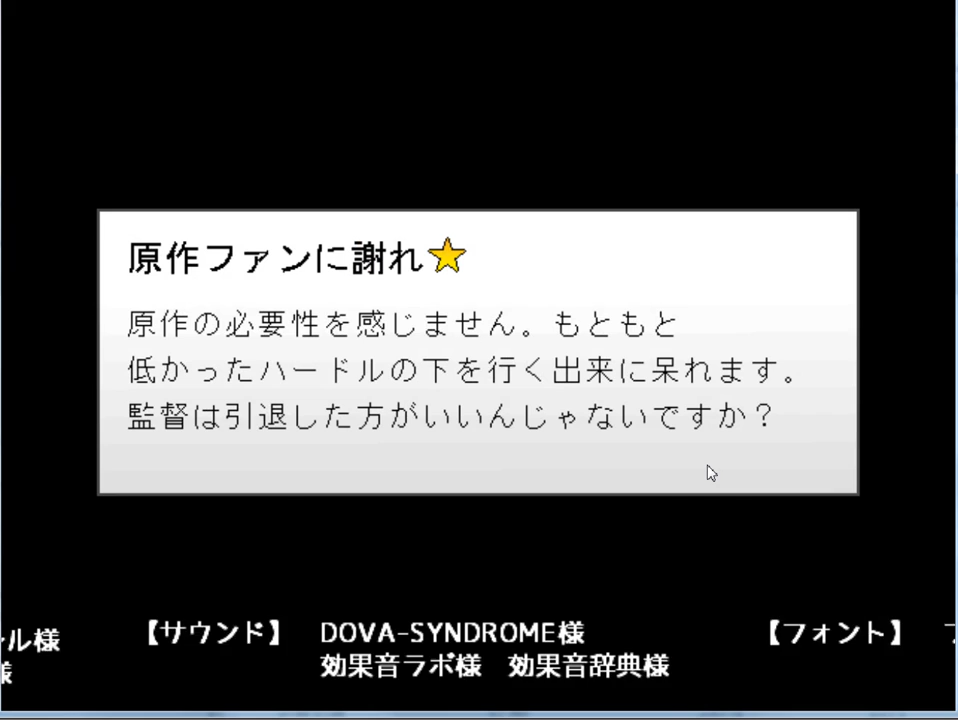 原作ファンに謝れ★
原作の必要性を感じません。もともと
低かったハードルの下を行く出来に呆れます。
監督は引退した方がいいんじゃないですか？
ル様 【サウンド】 DOVA-SYNDROME様 【フォント】
様 効果音ラボ様 効果音辞典様